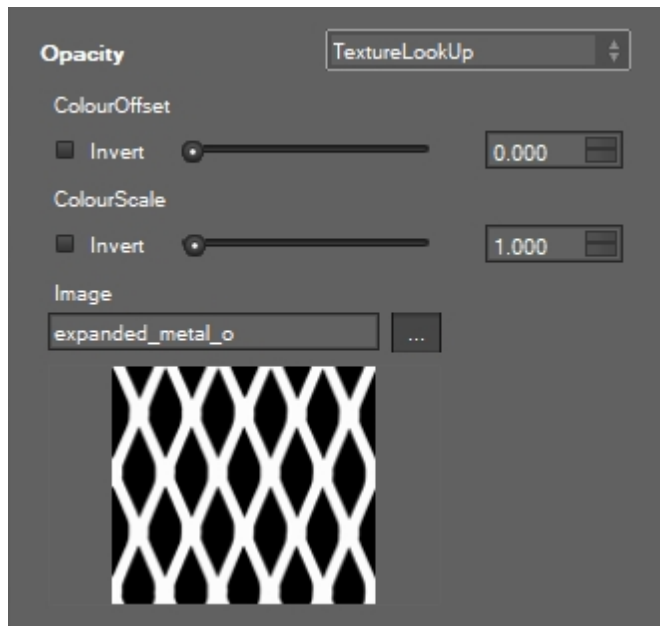 Opacity TextureLookUp
ColourOffset
Invert 0.000
ColourScale
Invert 1.000
Image
expanded_metal_o ...